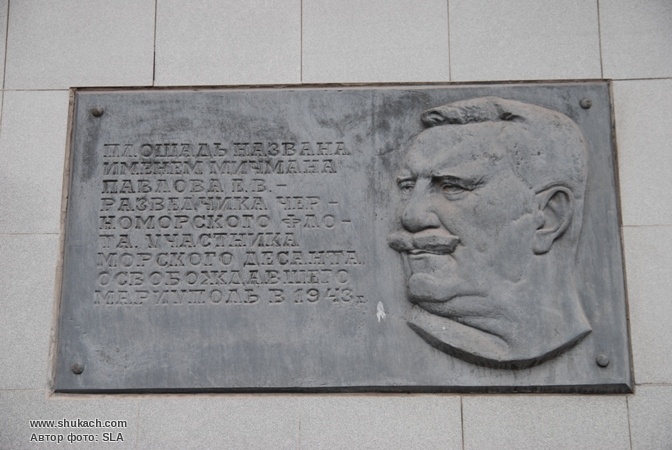 ПЛОЩАДЬ НАЗВАНА
ИМЕНЕМ МИЧМАНА
ПАВЛОВА Е.В.-
РАЗВЕДЧИКА ЧЕР-
НОМОРСКОГО ФЛО-
ТА, УЧАСТНИКА
МОРСКОГО ДЕСАНТА
ОСВОБОЖДАВШЕГО
МАРИУПОЛЬ В 1943г.
www.shukach.com
Автор фото: SLA